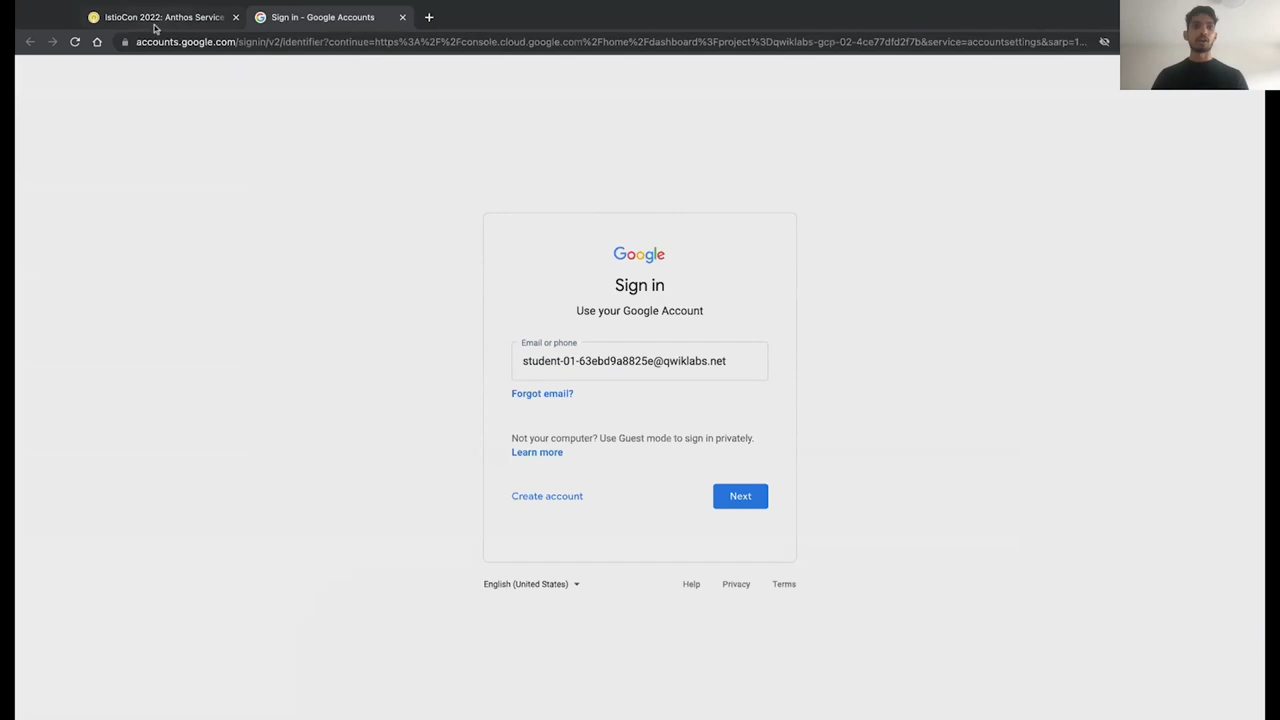 IstioCon 2022: Anthos Service
Sign in - Google Accounts
accounts.google.com/signin/v2/identifier?continue=https%3A%2F%2Fconsole.cloud.google.com%2Fhome%2Fdashboard%3Fproject%3Dqwiklabs-gcp-02-4ce77dfd2f7b&service=accountsettings&sarp=1...
Google
Sign in
Use your Google Account
Email or phone
student-01-63ebd9a8825e@qwiklabs.net
Forgot email?
Not your computer? Use Guest mode to sign in privately.
Learn more
Create account
Next
English (United States)
Help
Privacy
Terms